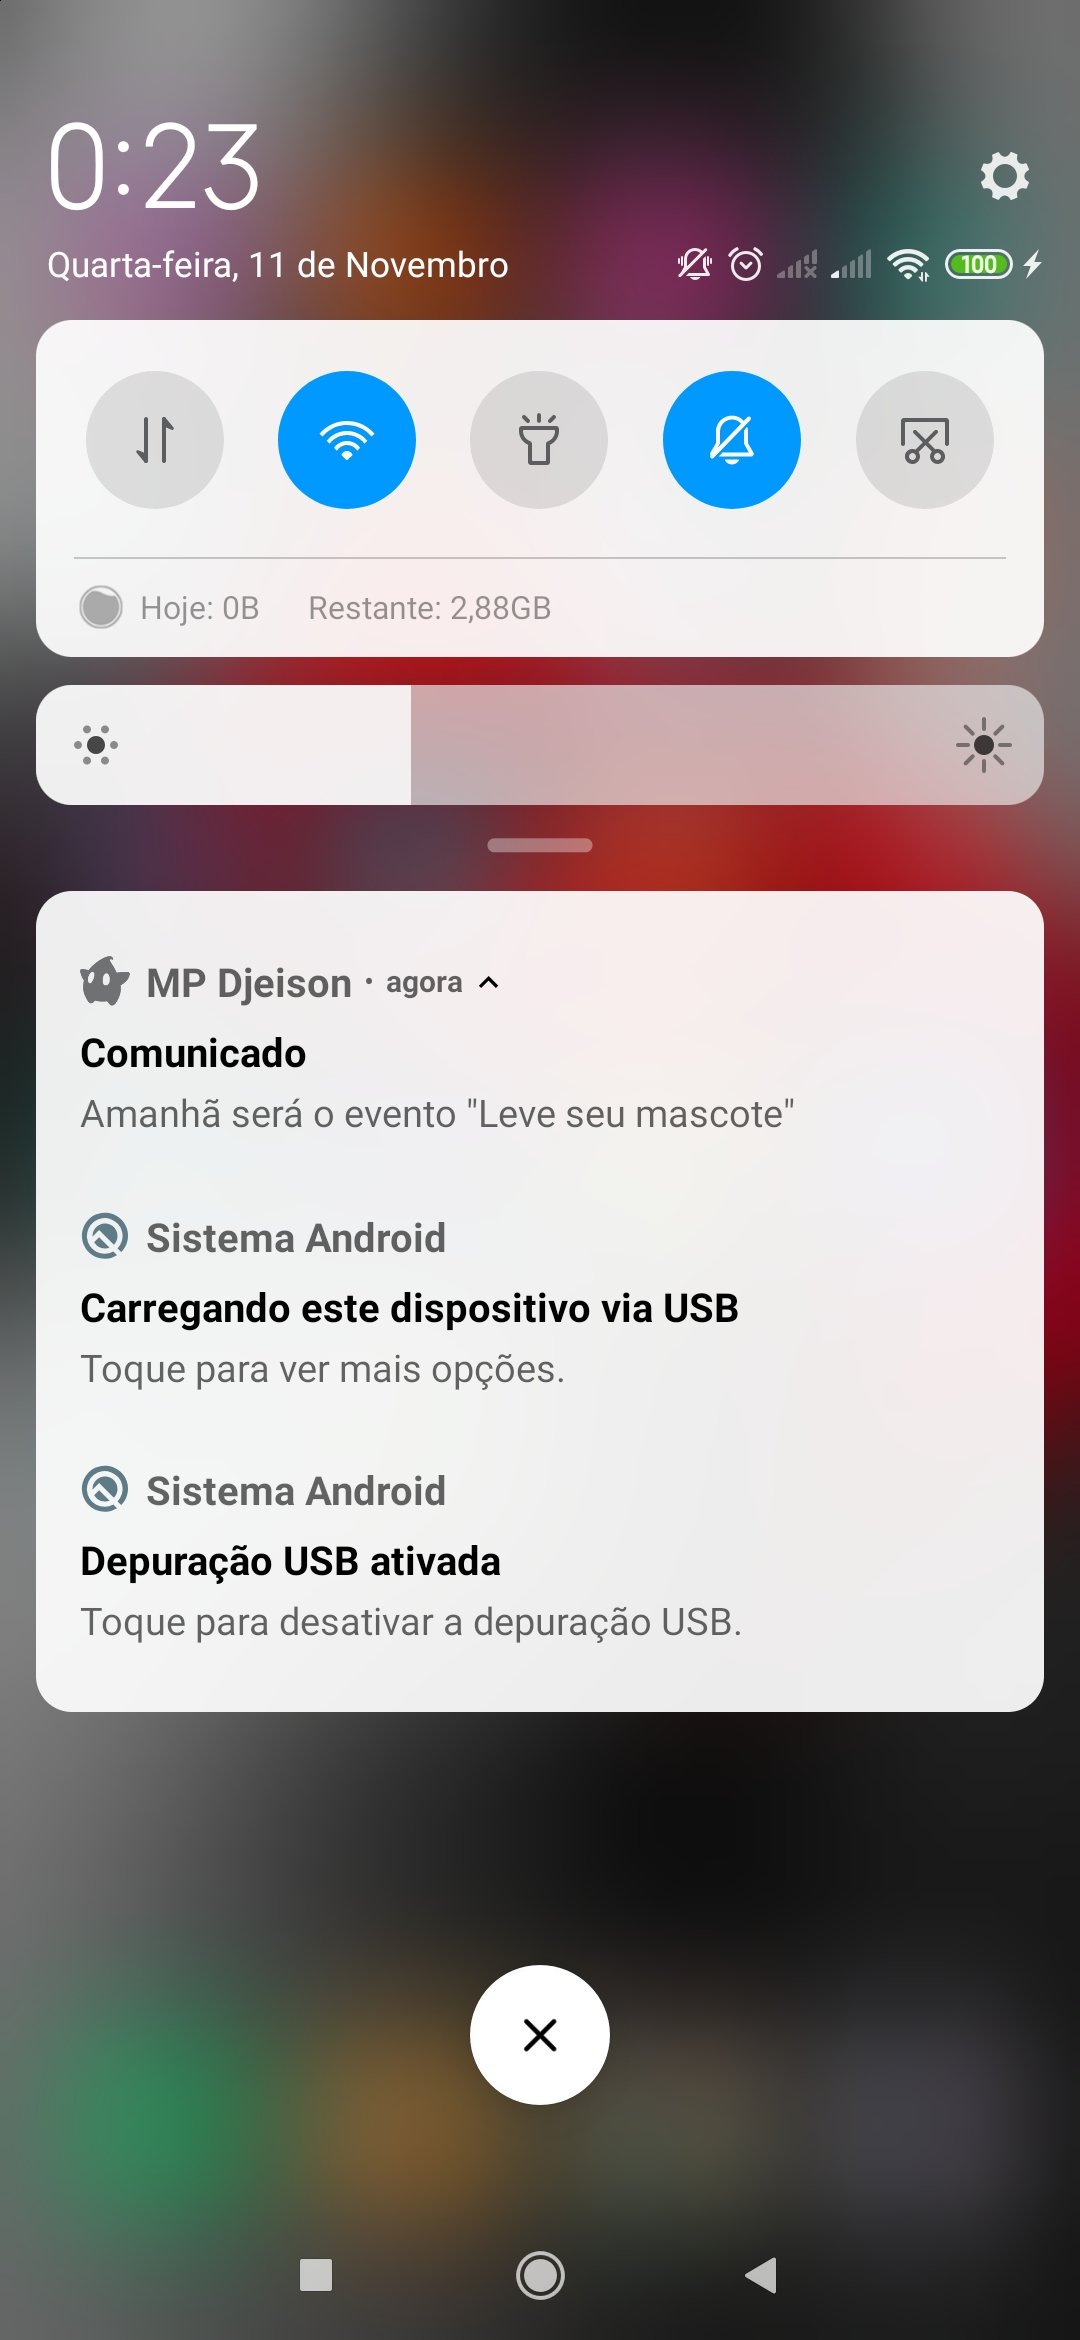 0:23
Quarta-feira, 11 de Novembro
100
Hoje: 0B Restante: 2,88GB
MP Djeison · agora
Comunicado
Amanhã será o evento "Leve seu mascote"
Sistema Android
Carregando este dispositivo via USB
Toque para ver mais opções.
Sistema Android
Depuração USB ativada
Toque para desativar a depuração USB.